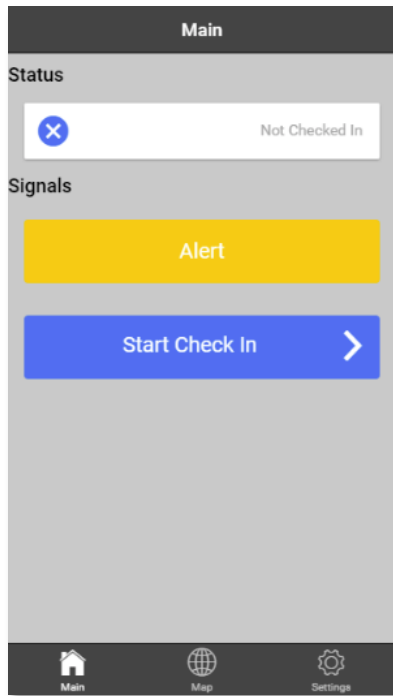 Main
Status
Not Checked In
Signals
Alert
Start Check In
Main Map Settings